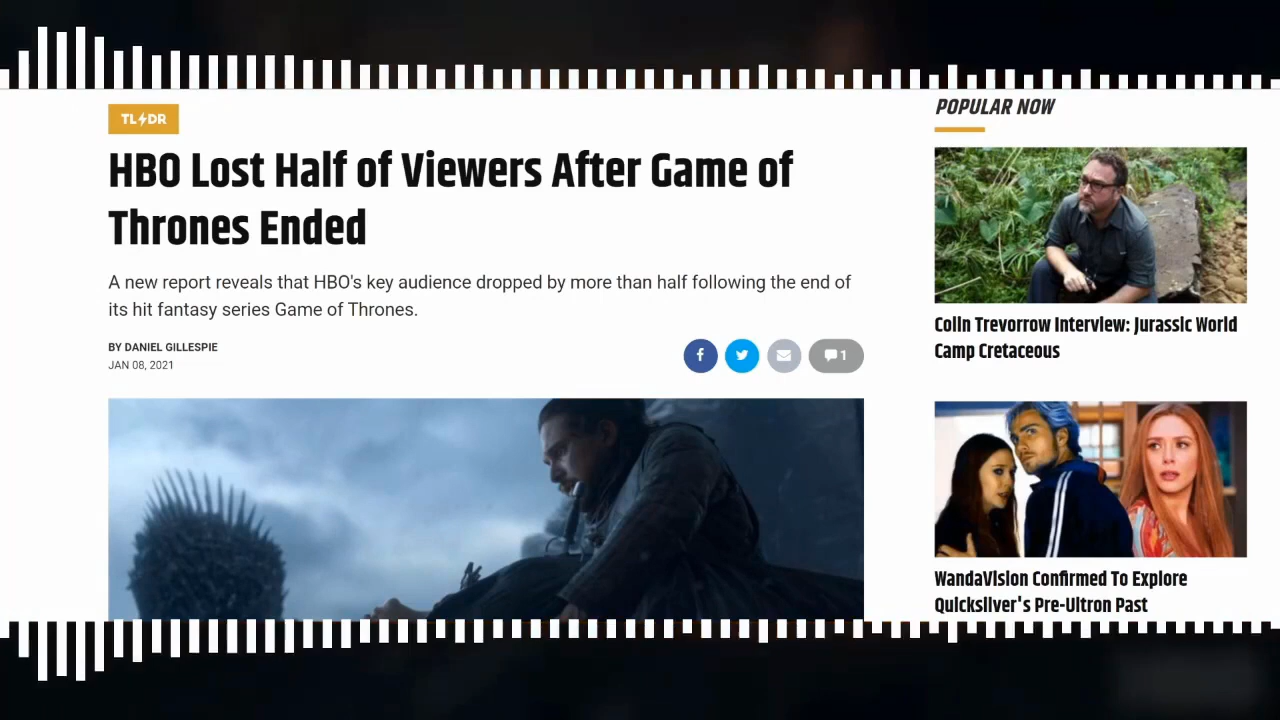 TL⚡DR
HBO Lost Half of Viewers After Game of
Thrones Ended
A new report reveals that HBO's key audience dropped by more than half following the end of
its hit fantasy series Game of Thrones.
BY DANIEL GILLESPIE
JAN 08, 2021
1
POPULAR NOW
Colin Trevorrow Interview: Jurassic World
Camp Cretaceous
WandaVision Confirmed To Explore
Quicksilver's Pre-Ultron Past